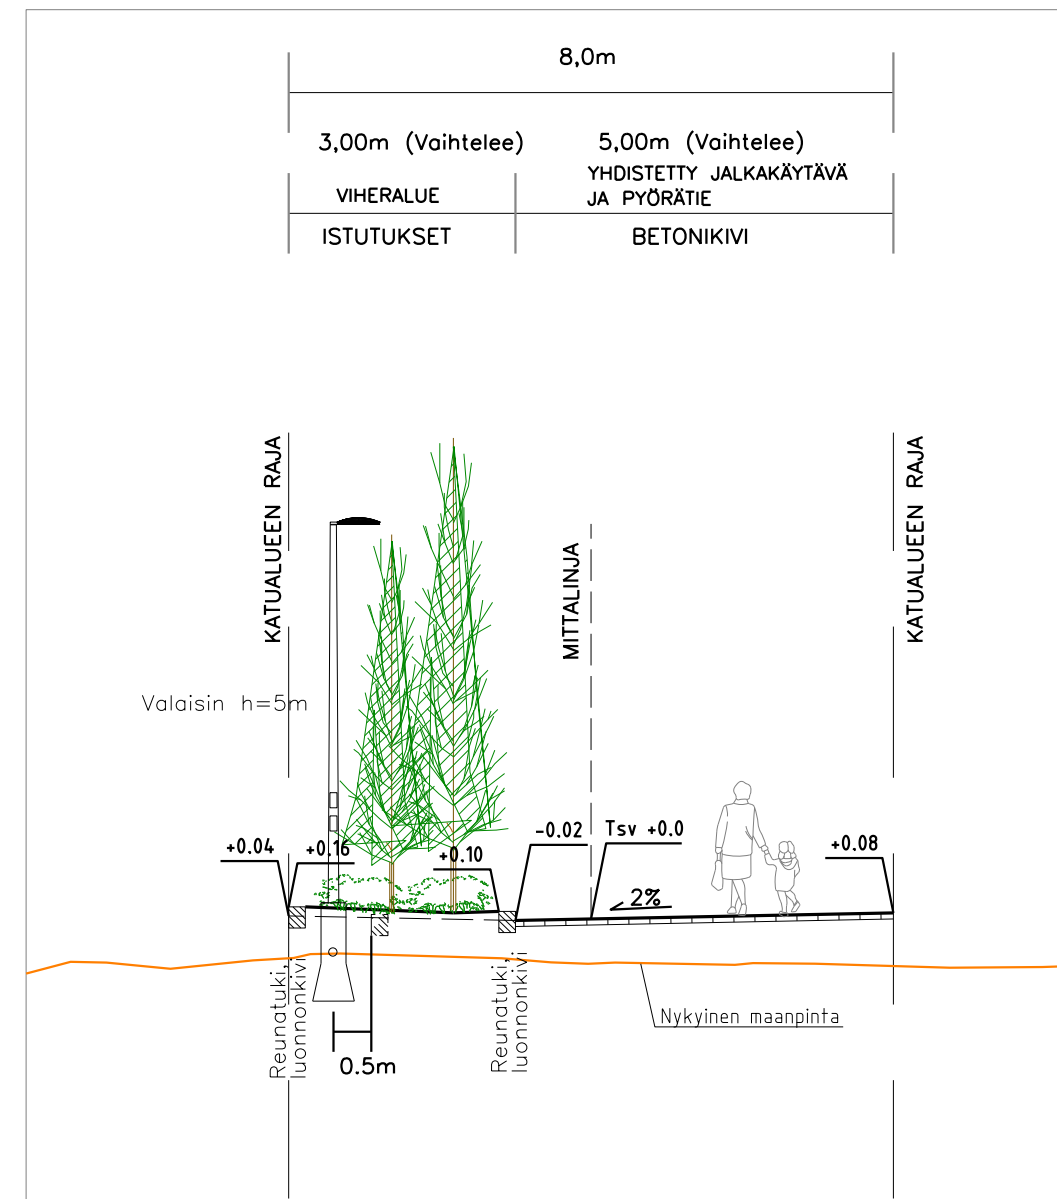 8,0m
3,00m (Vaihtelee)
5,00m (Vaihtelee)
YHDISTETTY JALKAKÄYTÄVÄ
JA PYÖRÄTIE
VIHERALUE
ISTUTUKSET
BETONIKIVI
KATUALUEEN RAJA
MITTALINJA
KATUALUEEN RAJA
Valaisin h=5m
+0.04
+0.16
+0.10
-0.02
Tsv +0.0
+0.08
2%
Reunatuki,
luonnonkivi
Reunatuki,
luonnonkivi
Nykyinen maanpinta
0.5m